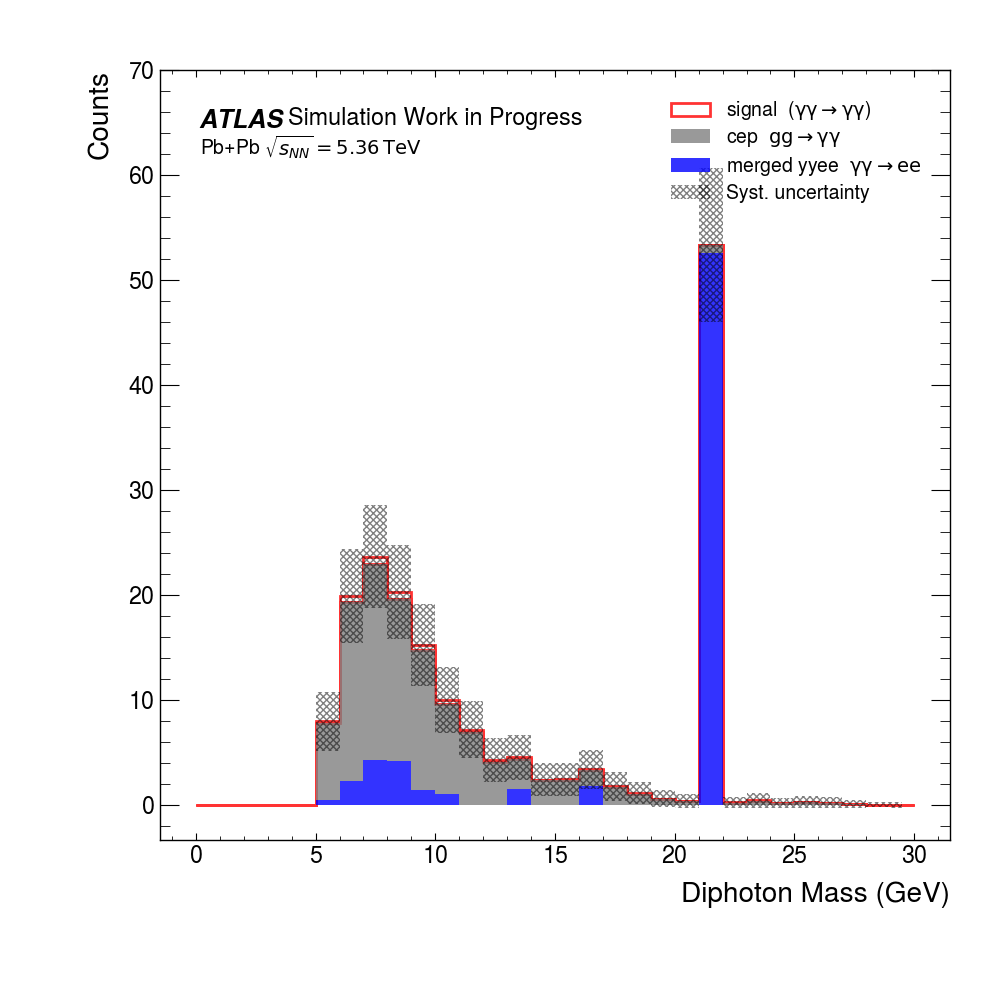 Counts
70
60
50
40
30
20
10
0
ATLAS Simulation Work in Progress
Pb+Pb √s_NN = 5.36 TeV
signal (γγ → γγ)
cep gg → γγ
merged yyee γγ → ee
Syst. uncertainty
0 5 10 15 20 25 30
Diphoton Mass (GeV)